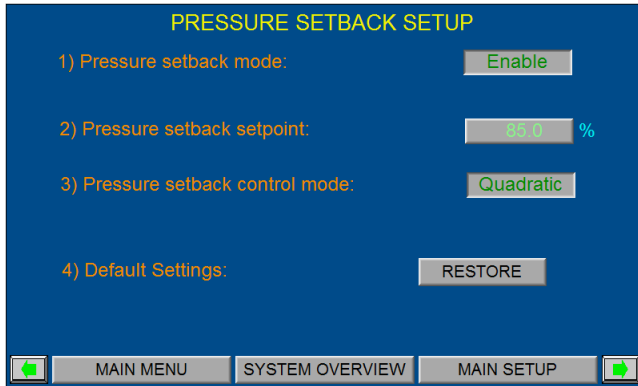 PRESSURE SETBACK SETUP
1) Pressure setback mode: Enable
2) Pressure setback setpoint: 85.0 %
3) Pressure setback control mode: Quadratic
4) Default Settings: RESTORE
MAIN MENU SYSTEM OVERVIEW MAIN SETUP